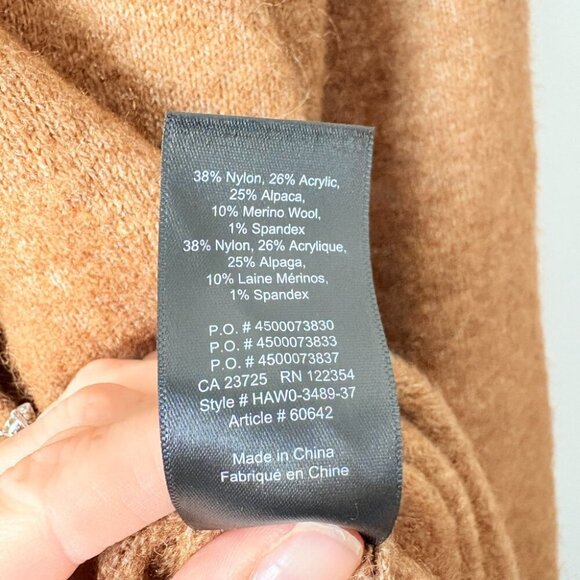 38% Nylon, 26% Acrylic,
25% Alpaca,
10% Merino Wool,
1% Spandex
38% Nylon, 26% Acrylique,
25% Alpaga,
10% Laine Mérinos,
1% Spandex
P.O. # 4500073830
P.O. # 4500073833
P.O. # 4500073837
CA 23725 RN 122354
Style # HAW0-3489-37
Article # 60642
Made in China
Fabriqué en Chine